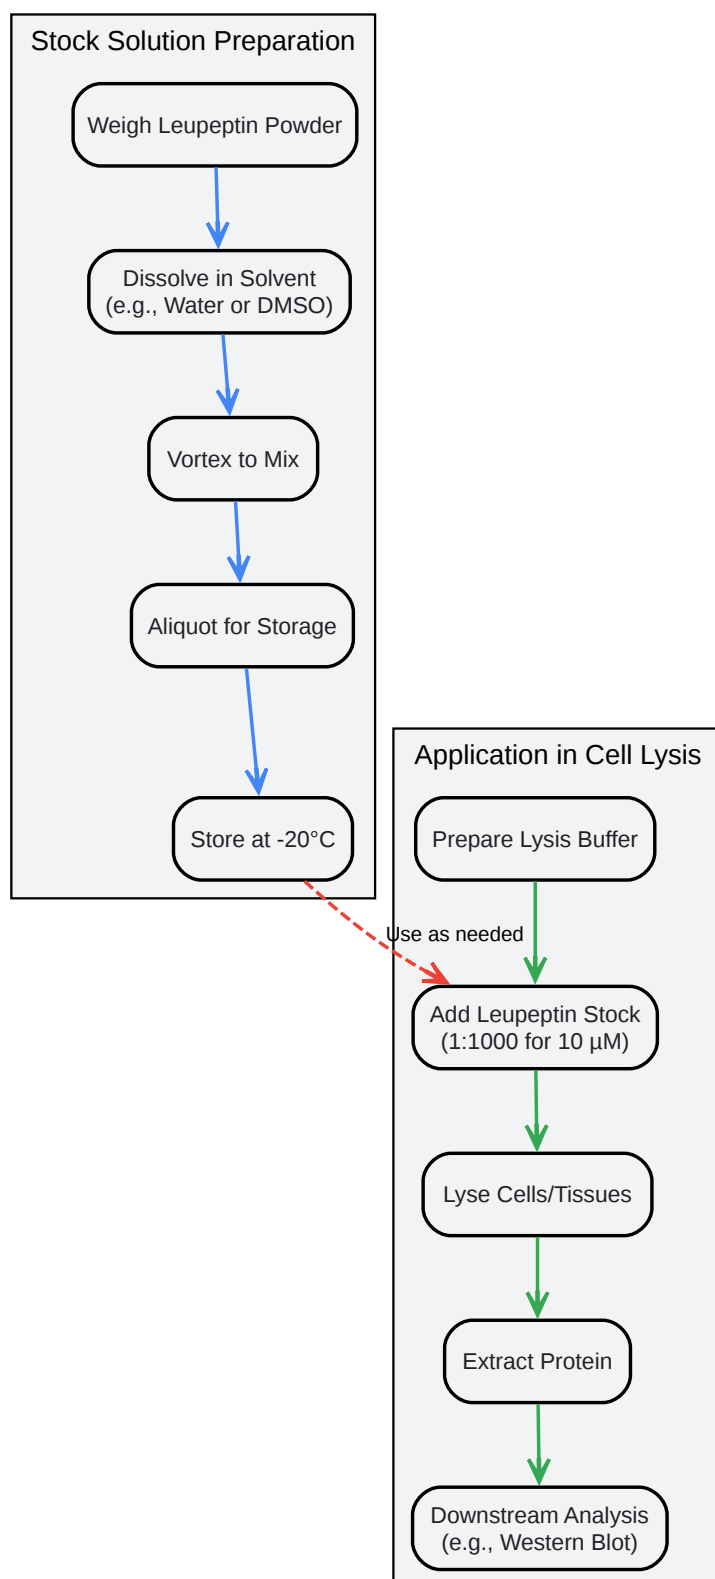 Stock Solution Preparation
Weigh Leupeptin Powder
Dissolve in Solvent
(e.g., Water or DMSO)
Vortex to Mix
Aliquot for Storage
Store at -20°C
Use as needed
Application in Cell Lysis
Prepare Lysis Buffer
Add Leupeptin Stock
(1:1000 for 10 µM)
Lyse Cells/Tissues
Extract Protein
Downstream Analysis
(e.g., Western Blot)